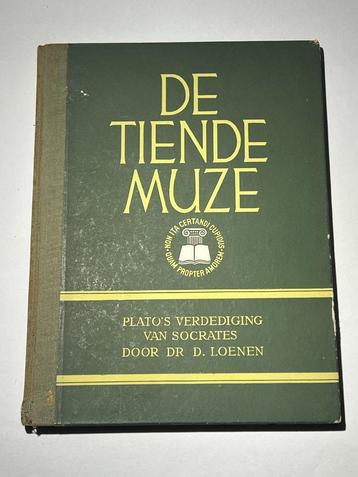 DE
TIENDE
MUZE
·NON ITA CERTANDI CUPIDUS·
QUAM PROPTER AMOREM
PLATO'S VERDEDIGING
VAN SOCRATES
DOOR DR D. LOENEN